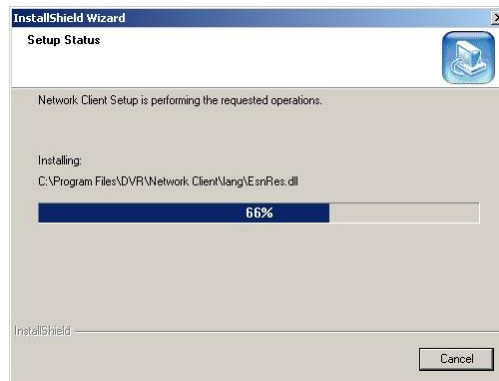 InstallShield Wizard
Setup Status
Network Client Setup is performing the requested operations.
Installing:
C:\Program Files\DVR\Network Client\lang\EsnRes.dll
66%
InstallShield
Cancel